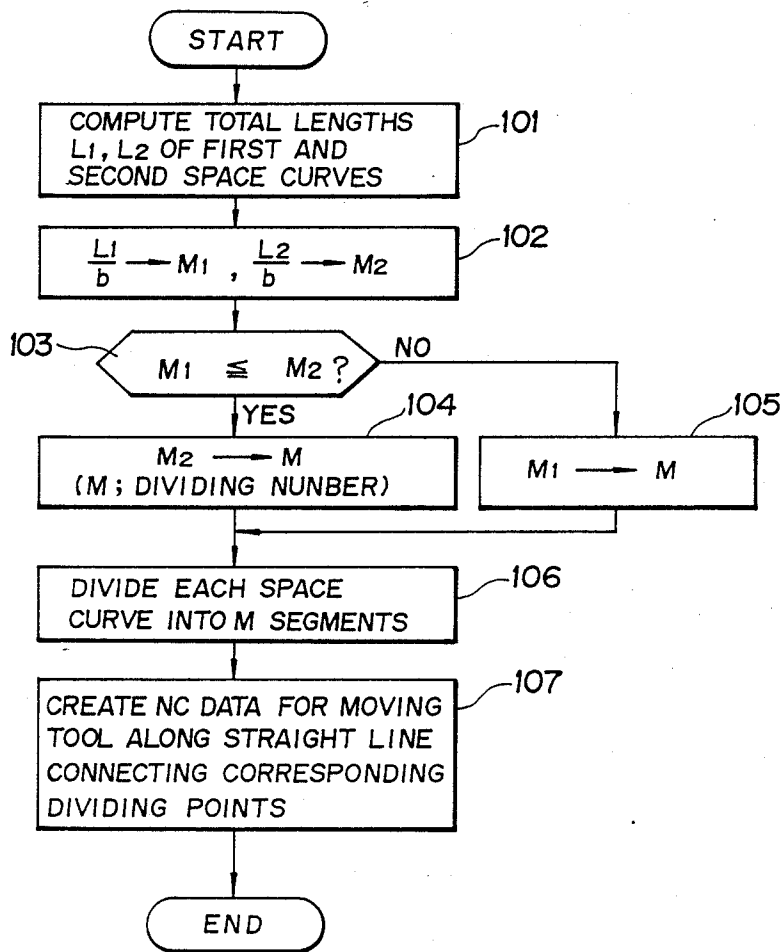 START
COMPUTE TOTAL LENGTHS
L1, L2 OF FIRST AND
SECOND SPACE CURVES
101
L1/b → M1 , L2/b → M2
102
103
M1 ≦ M2 ?
NO
YES
104
M2 → M
(M ; DIVIDING NUNBER)
105
M1 → M
DIVIDE EACH SPACE
CURVE INTO M SEGMENTS
106
CREATE NC DATA FOR MOVING
TOOL ALONG STRAIGHT LINE
CONNECTING CORRESPONDING
DIVIDING POINTS
107
END